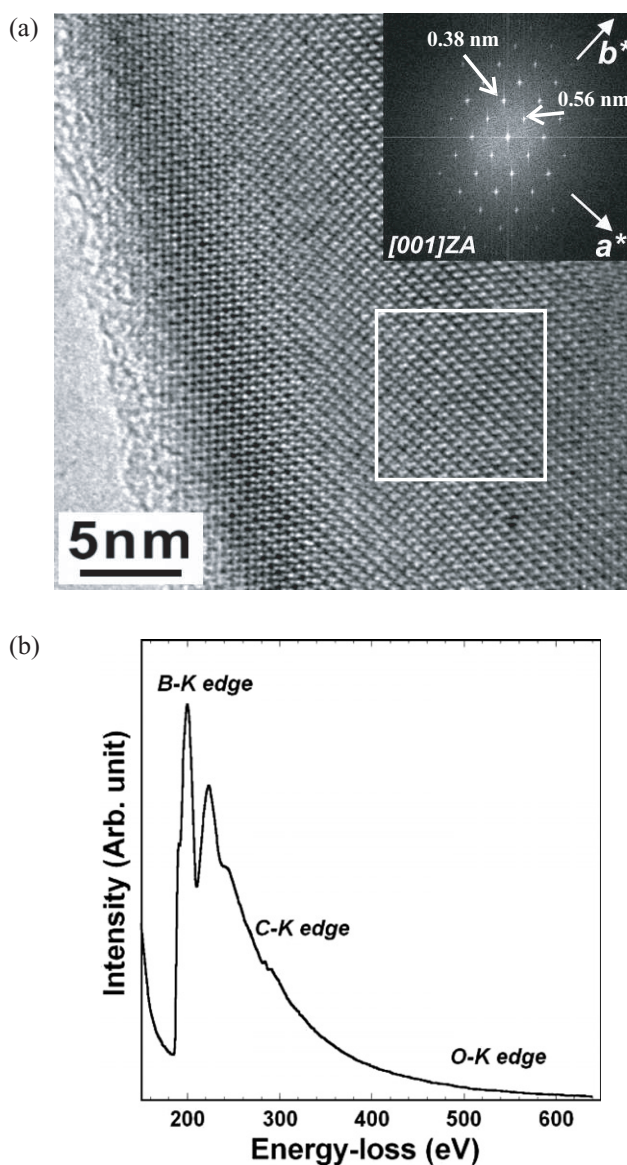 (a)
0.38 nm
b*
0.56 nm
[001]ZA
a*
5nm
(b)
B-K edge
C-K edge
O-K edge
Intensity (Arb. unit)
200 300 400 500 600
Energy-loss (eV)